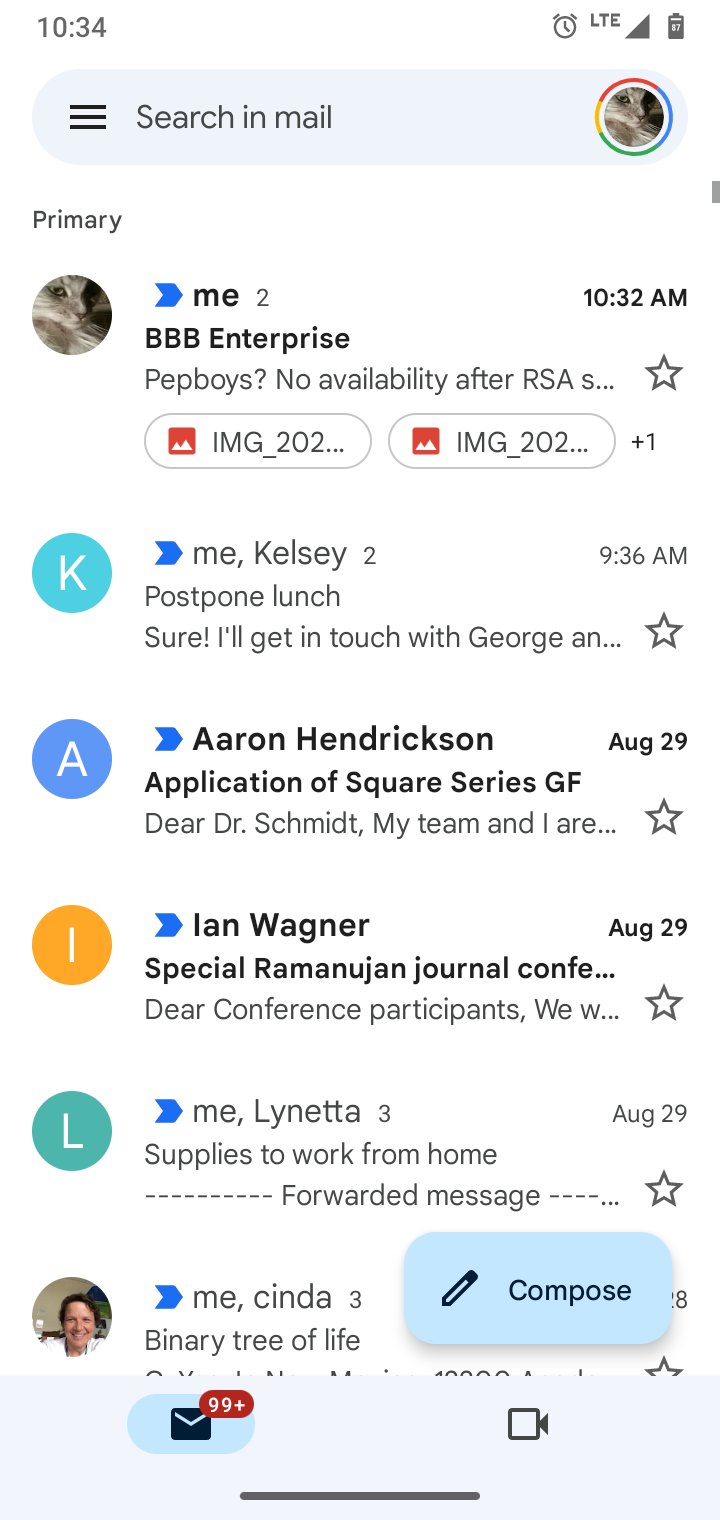 10:34
LTE
87
Search in mail
Primary
me 2
10:32 AM
BBB Enterprise
Pepboys? No availability after RSA s...
IMG_202...
IMG_202...
+1
K
me, Kelsey 2
9:36 AM
Postpone lunch
Sure! I'll get in touch with George an...
A
Aaron Hendrickson
Aug 29
Application of Square Series GF
Dear Dr. Schmidt, My team and I are...
I
Ian Wagner
Aug 29
Special Ramanujan journal confe...
Dear Conference participants, We w...
L
me, Lynetta 3
Aug 29
Supplies to work from home
---------- Forwarded message ----...
me, cinda 3
Compose
Binary tree of life
99+